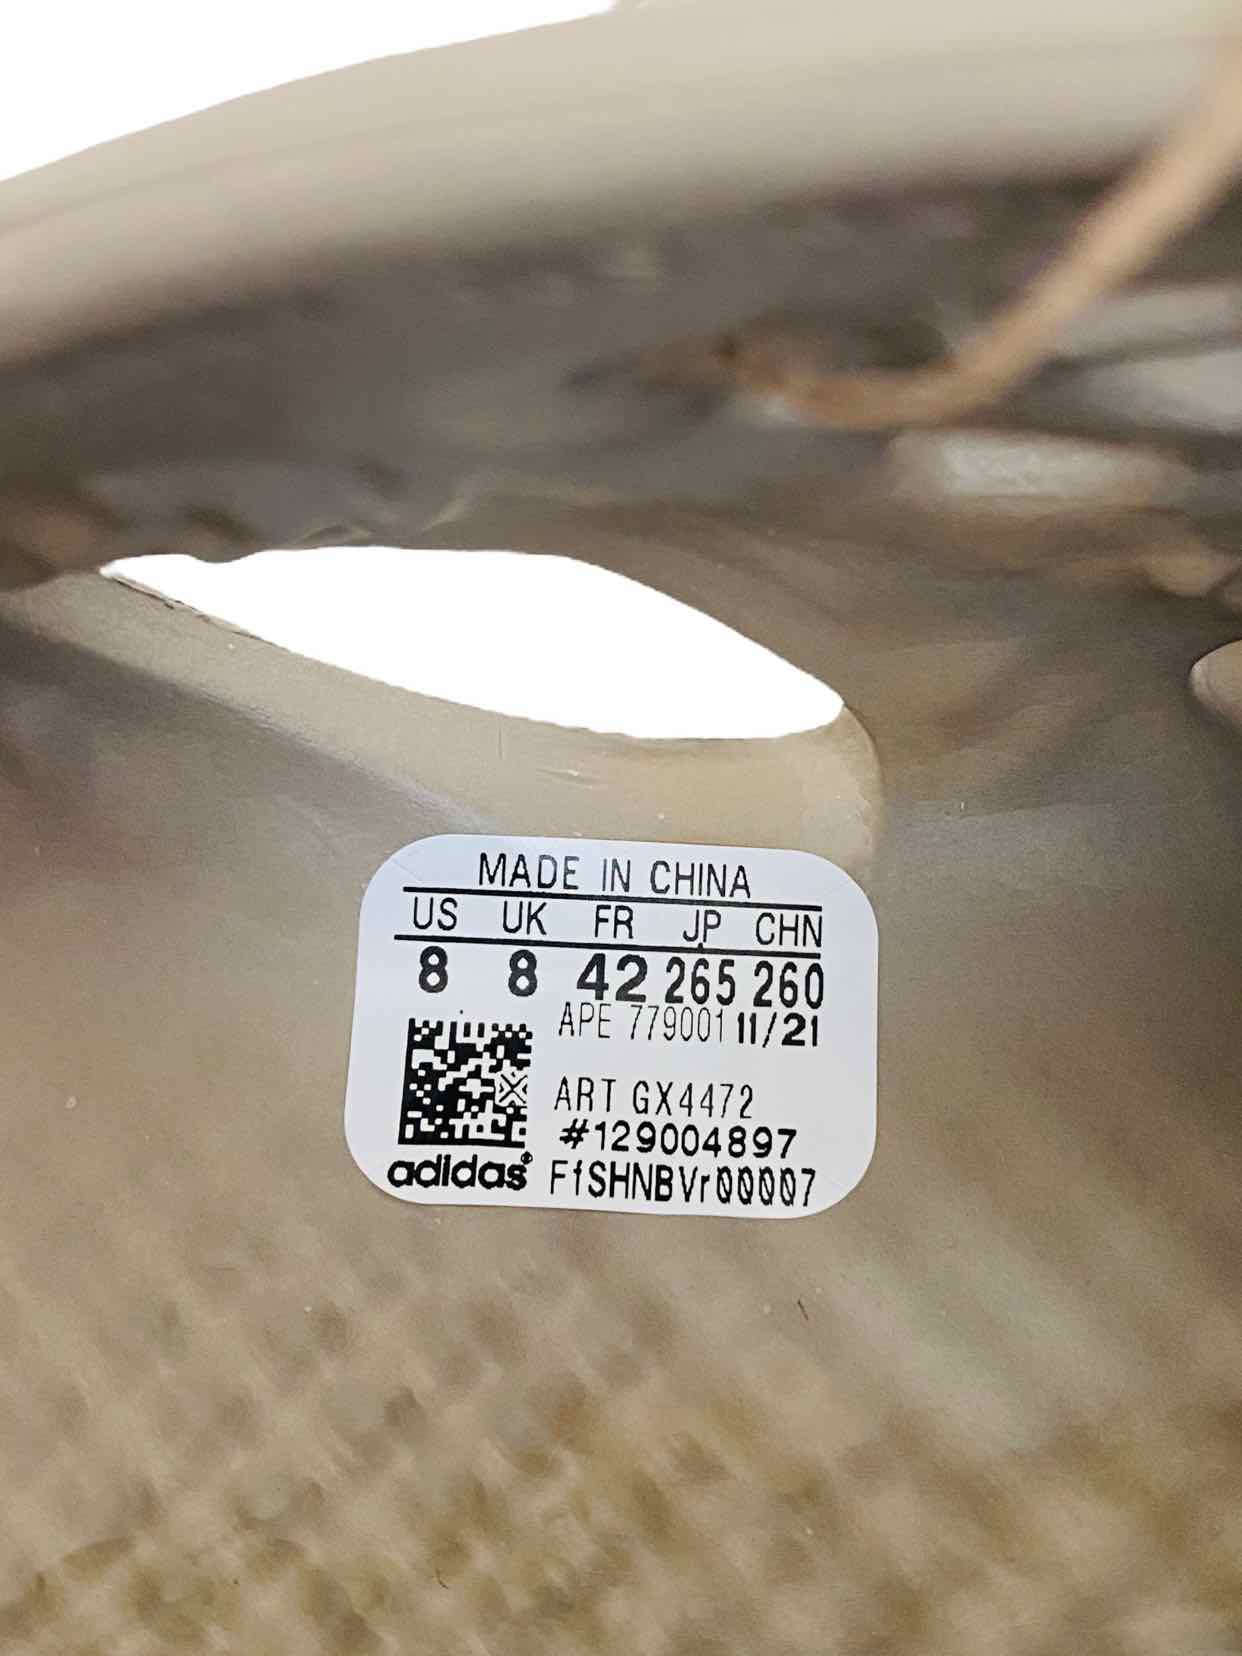 MADE IN CHINA
US UK FR JP CHN
8 8 42 265 260
APE 779001 11/21
ART GX4472
#129004897
adidas® FfSHNBVr00007